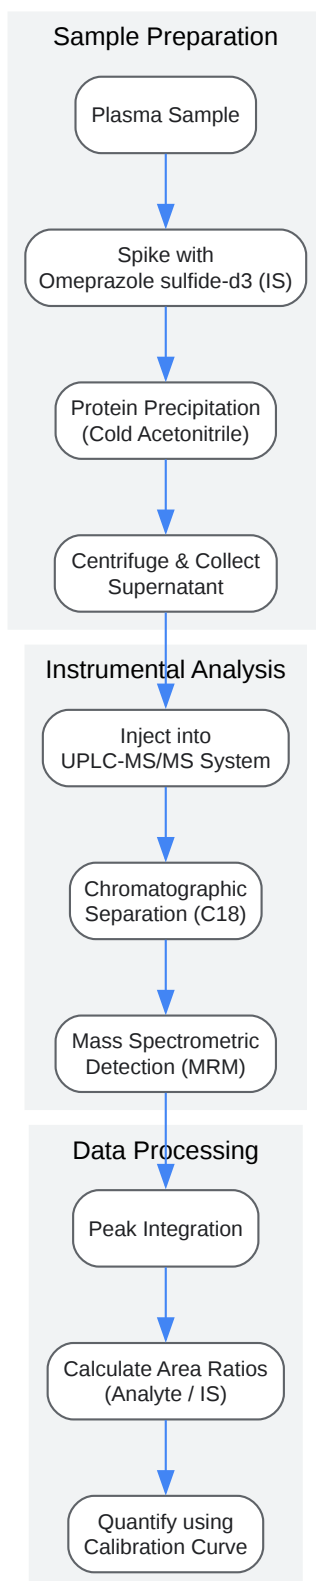 Sample Preparation
Plasma Sample
Spike with
Omeprazole sulfide-d3 (IS)
Protein Precipitation
(Cold Acetonitrile)
Centrifuge & Collect
Supernatant
Instrumental Analysis
Inject into
UPLC-MS/MS System
Chromatographic
Separation (C18)
Mass Spectrometric
Detection (MRM)
Data Processing
Peak Integration
Calculate Area Ratios
(Analyte / IS)
Quantify using
Calibration Curve